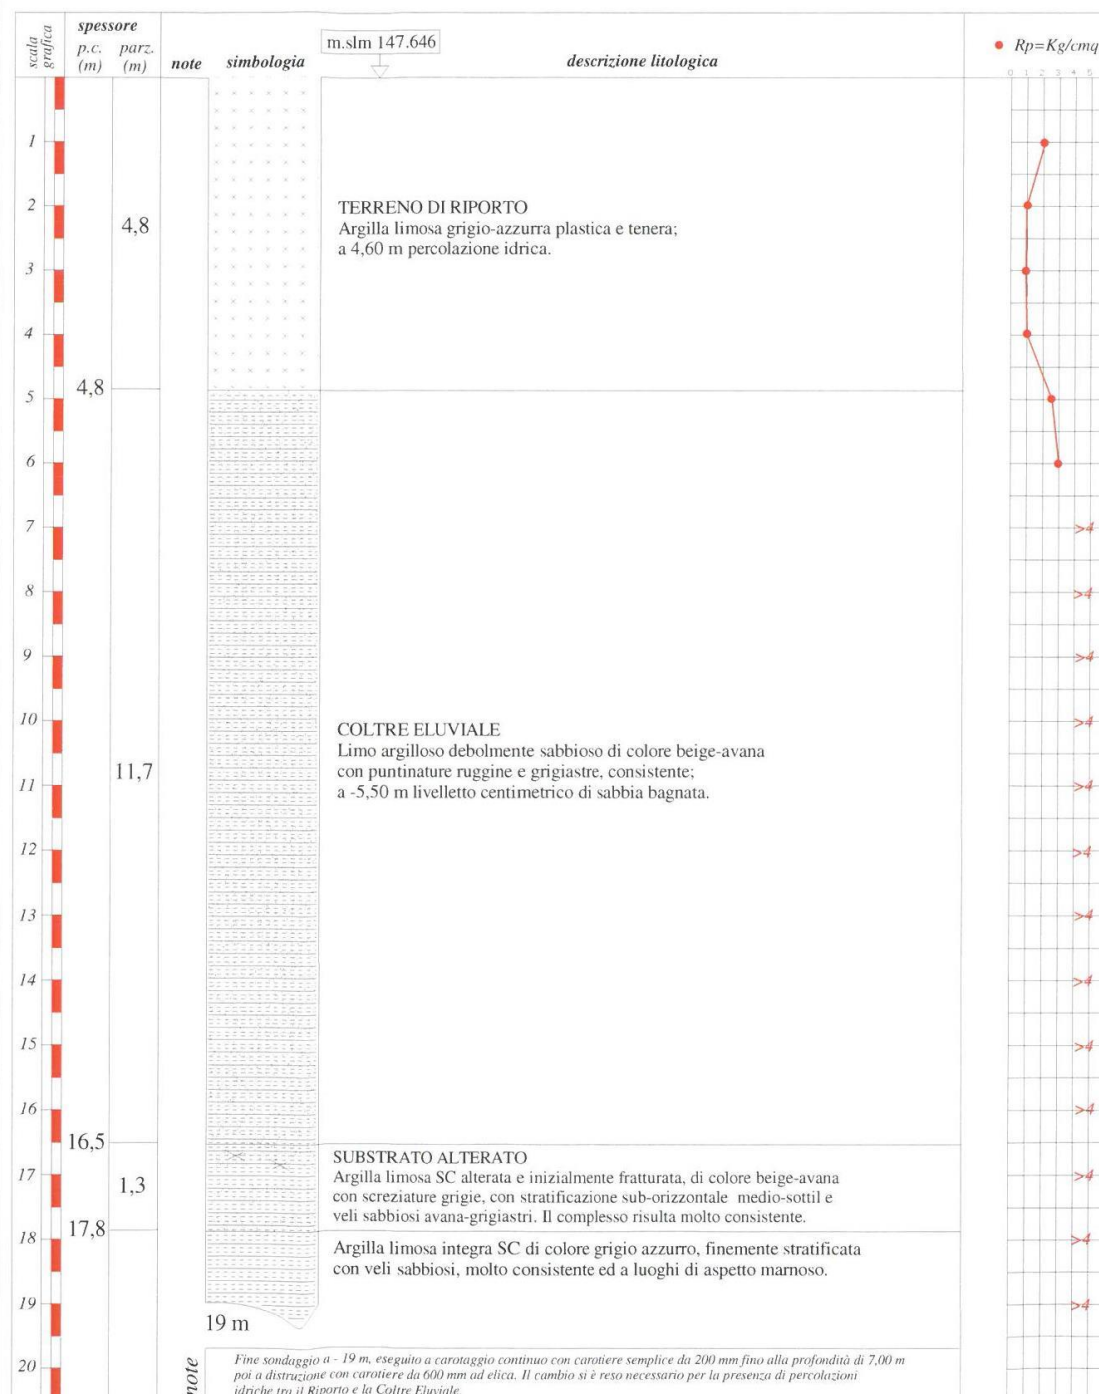 spessore
scala grafica
p.c. (m)
parz. (m)
note
simbologia
m.slm 147.646
descrizione litologica
Rp=Kg/cmq
0 1 2 3 4 5
1
2
4,8
TERRENO DI RIPORTO
Argilla limosa grigio-azzurra plastica e tenera;
a 4,60 m percolazione idrica.
3
4
4,8
5
6
7
>4
8
>4
9
>4
10
>4
COLTRE ELUVIALE
Limo argilloso debolmente sabbioso di colore beige-avana
con puntinature ruggine e grigiastre, consistente;
a -5,50 m livelletto centimetrico di sabbia bagnata.
11,7
11
>4
12
>4
13
>4
14
>4
15
>4
16
>4
16,5
SUBSTRATO ALTERATO
Argilla limosa SC alterata e inizialmente fratturata, di colore beige-avana
con screziature grigie, con stratificazione sub-orizzontale medio-sottil e
veli sabbiosi avana-grigiastri. Il complesso risulta molto consistente.
17
1,3
>4
17,8
18
>4
Argilla limosa integra SC di colore grigio azzurro, finemente stratificata
con veli sabbiosi, molto consistente ed a luoghi di aspetto marnoso.
19
>4
19 m
20
note
Fine sondaggio a - 19 m, eseguito a carotaggio continuo con carotiere semplice da 200 mm fino alla profondità di 7,00 m
poi a distruzione con carotiere da 600 mm ad elica. Il cambio si è reso necessario per la presenza di percolazioni
idriche tra il Riporto e la Coltre Eluviale